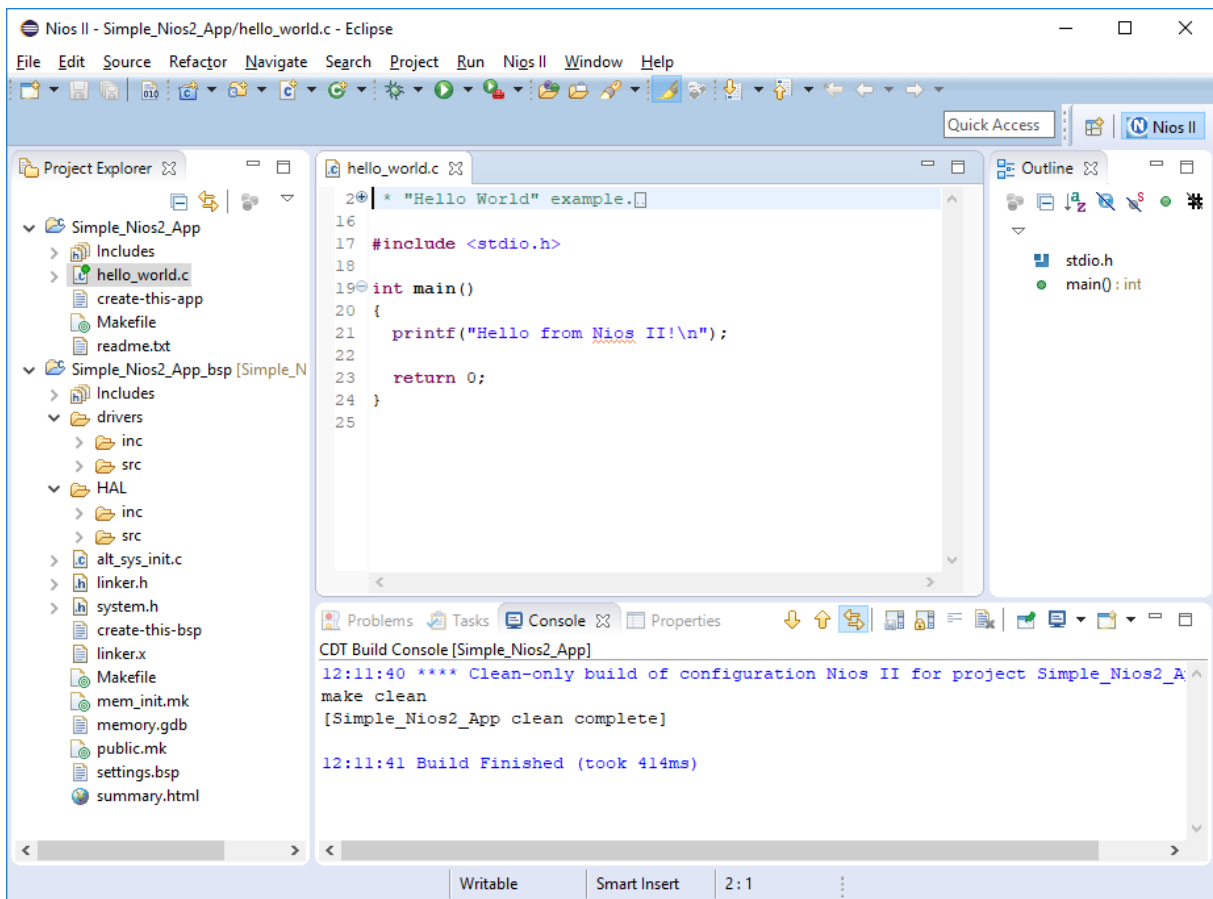 Nios II - Simple_Nios2_App/hello_world.c - Eclipse
File Edit Source Refactor Navigate Search Project Run Nios II Window Help
010
Quick Access
Nios II
Project Explorer
Simple_Nios2_App
Includes
hello_world.c
create-this-app
Makefile
readme.txt
Simple_Nios2_App_bsp [Simple_N
Includes
drivers
inc
src
HAL
inc
src
alt_sys_init.c
linker.h
system.h
create-this-bsp
linker.x
Makefile
mem_init.mk
memory.gdb
public.mk
settings.bsp
summary.html
hello_world.c
2 * "Hello World" example.
16
17 #include <stdio.h>
18
19 int main()
20 {
21 printf("Hello from Nios II!\n");
22
23 return 0;
24 }
25
Outline
stdio.h
main() : int
Problems Tasks Console Properties
CDT Build Console [Simple_Nios2_App]
12:11:40 **** Clean-only build of configuration Nios II for project Simple_Nios2_A
make clean
[Simple_Nios2_App clean complete]
12:11:41 Build Finished (took 414ms)
Writable Smart Insert 2 : 1